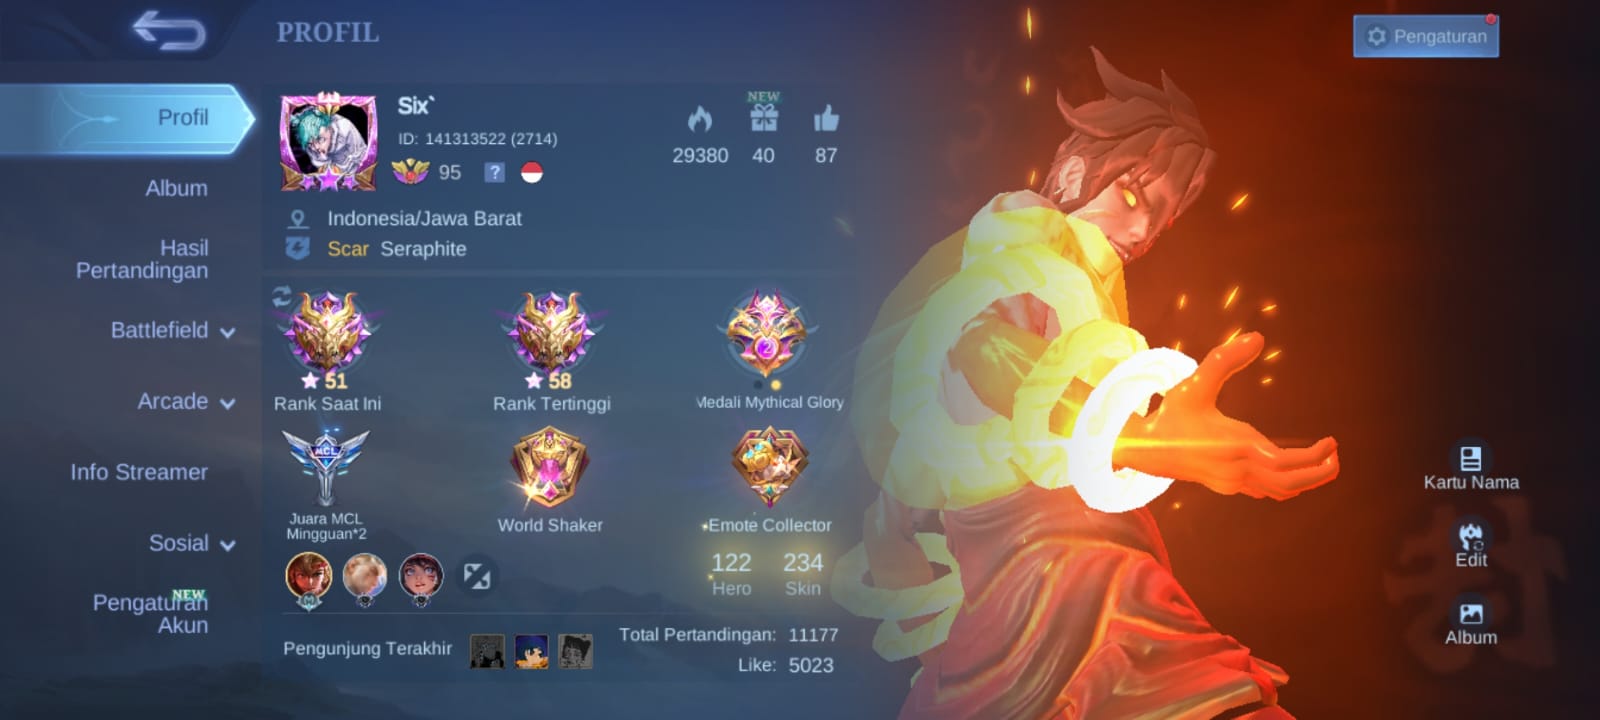 PROFIL
Pengaturan
Profil
Album
Hasil
Pertandingan
Battlefield
Arcade
Info Streamer
Sosial
NEW
Pengaturan
Akun
Six`
ID: 141313522 (2714)
95
?
29380
NEW
40
87
Indonesia/Jawa Barat
Scar Seraphite
51
Rank Saat Ini
58
Rank Tertinggi
2
Medali Mythical Glory
MCL
Juara MCL
Mingguan*2
World Shaker
Emote Collector
122
Hero
234
Skin
Pengunjung Terakhir
Total Pertandingan: 11177
Like: 5023
Kartu Nama
Edit
Album